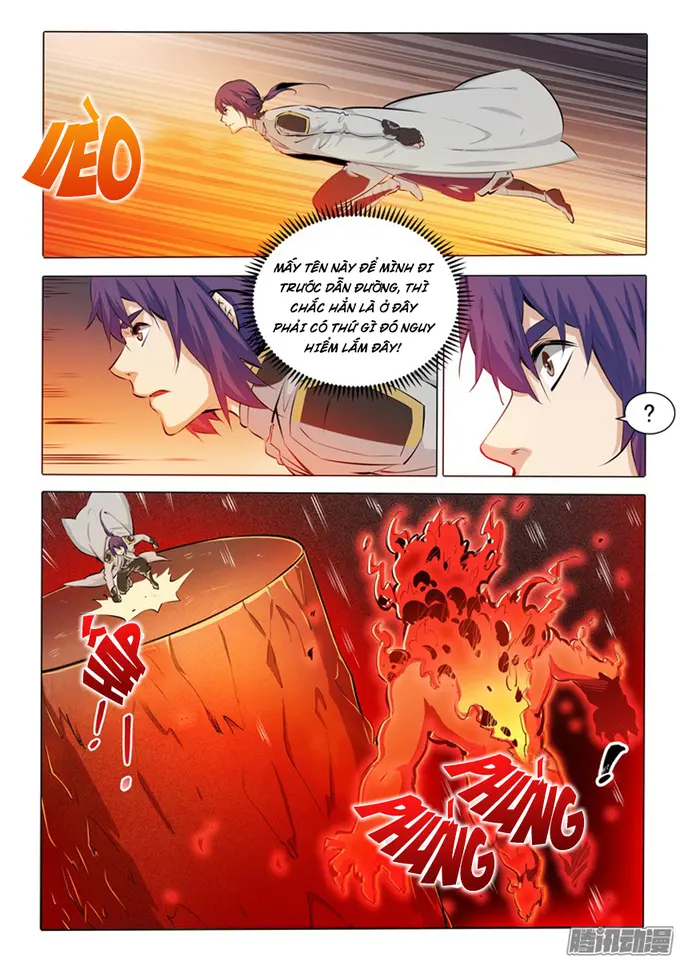 VÈO
MẤY TÊN NÀY ĐỂ MÌNH ĐI
TRƯỚC DẪN ĐƯỜNG, THÌ
CHẮC HẲN LÀ Ở ĐÂY
PHẢI CÓ THỨ GÌ ĐÓ NGUY
HIỂM LẮM ĐÂY!
?
HẤP
!!
!
PHỪNG
PHỪNG
腾讯动漫